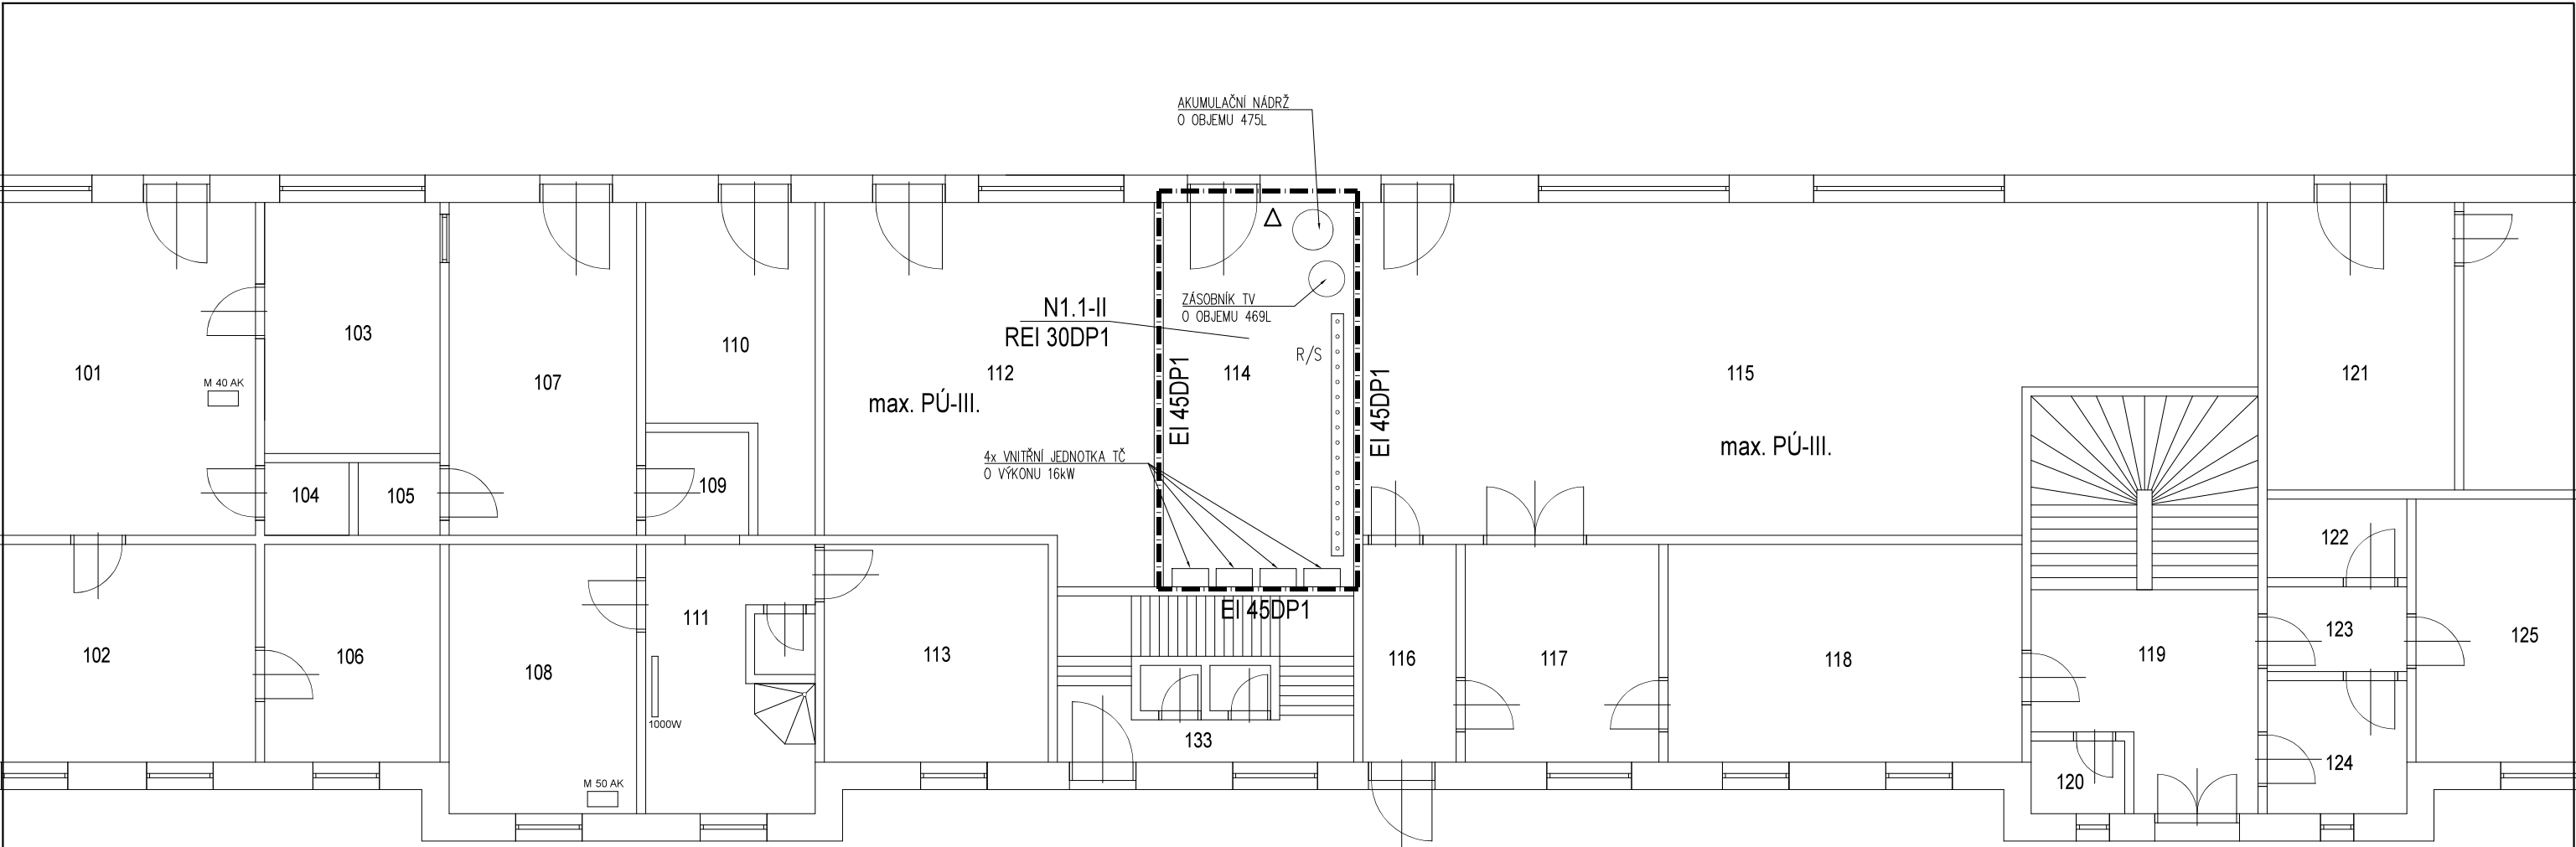 AKUMULAČNÍ NÁDRŽ
O OBJEMU 475L
ZÁSOBNÍK TV
O OBJEMU 469L
N1.1-II
REI 30DP1
R/S
103
110
101
M 40 AK
107
112
114
115
121
max. PÚ-III.
EI 45DP1
EI 45DP1
max. PÚ-III.
4x VNITŘNÍ JEDNOTKA TČ
O VÝKONU 16kW
104
105
109
122
EI 45DP1
111
123
125
102
106
108
113
116
117
118
119
1000W
133
124
120
M 50 AK